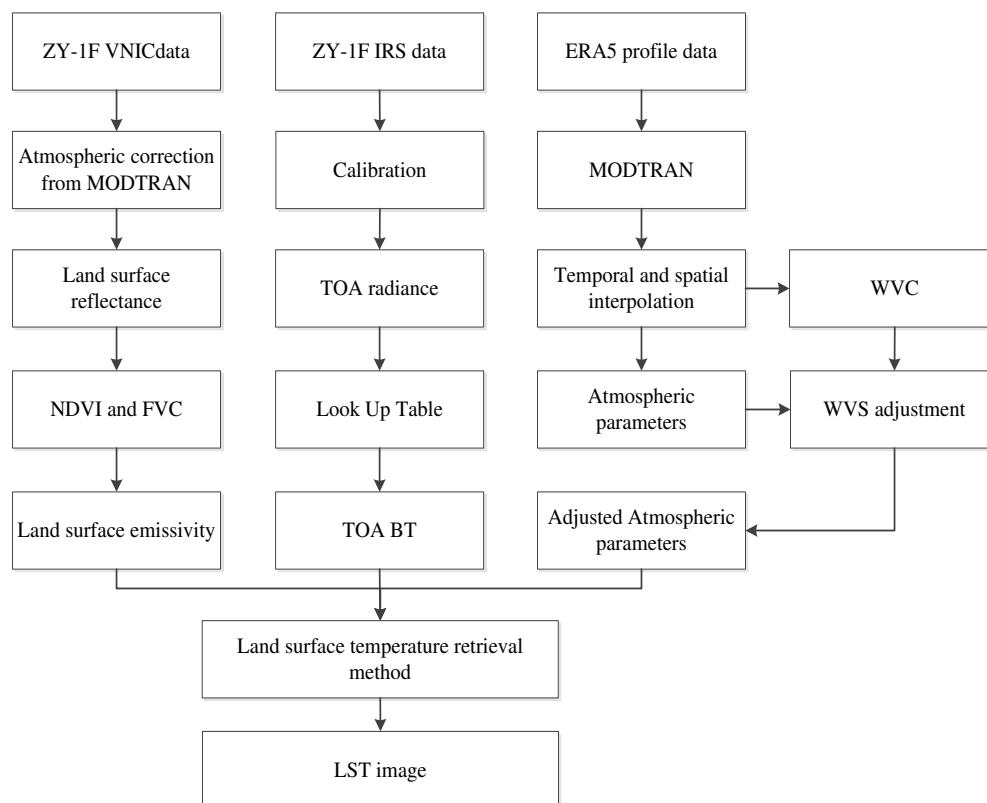 ZY-1F VNICdata
ZY-1F IRS data
ERA5 profile data
Atmospheric correction
from MODTRAN
Calibration
MODTRAN
Land surface
reflectance
TOA radiance
Temporal and spatial
interpolation
WVC
NDVI and FVC
Look Up Table
Atmospheric
parameters
WVS adjustment
Land surface emissivity
TOA BT
Adjusted Atmospheric
parameters
Land surface temperature retrieval
method
LST image